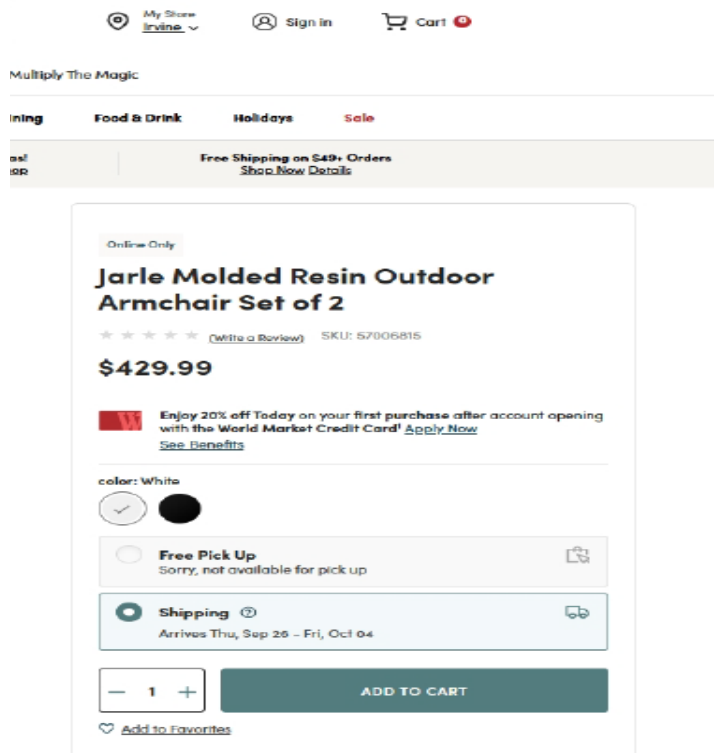 My Store
Irvine
Sign in
Cart 0
Multiply The Magic
ining
Food & Drink
Holidays
Sale
as!
op
Free Shipping on $49+ Orders
Shop Now Details
Online Only
Jarle Molded Resin Outdoor
Armchair Set of 2
(Write a Review)
SKU: 57006815
$429.99
W
Enjoy 20% off Today on your first purchase after account opening
with the World Market Credit Card¹ Apply Now
See Benefits
color: White
Free Pick Up
Sorry, not available for pick up
Shipping ?
Arrives Thu, Sep 26 - Fri, Oct 04
— 1 +
ADD TO CART
Add to Favorites